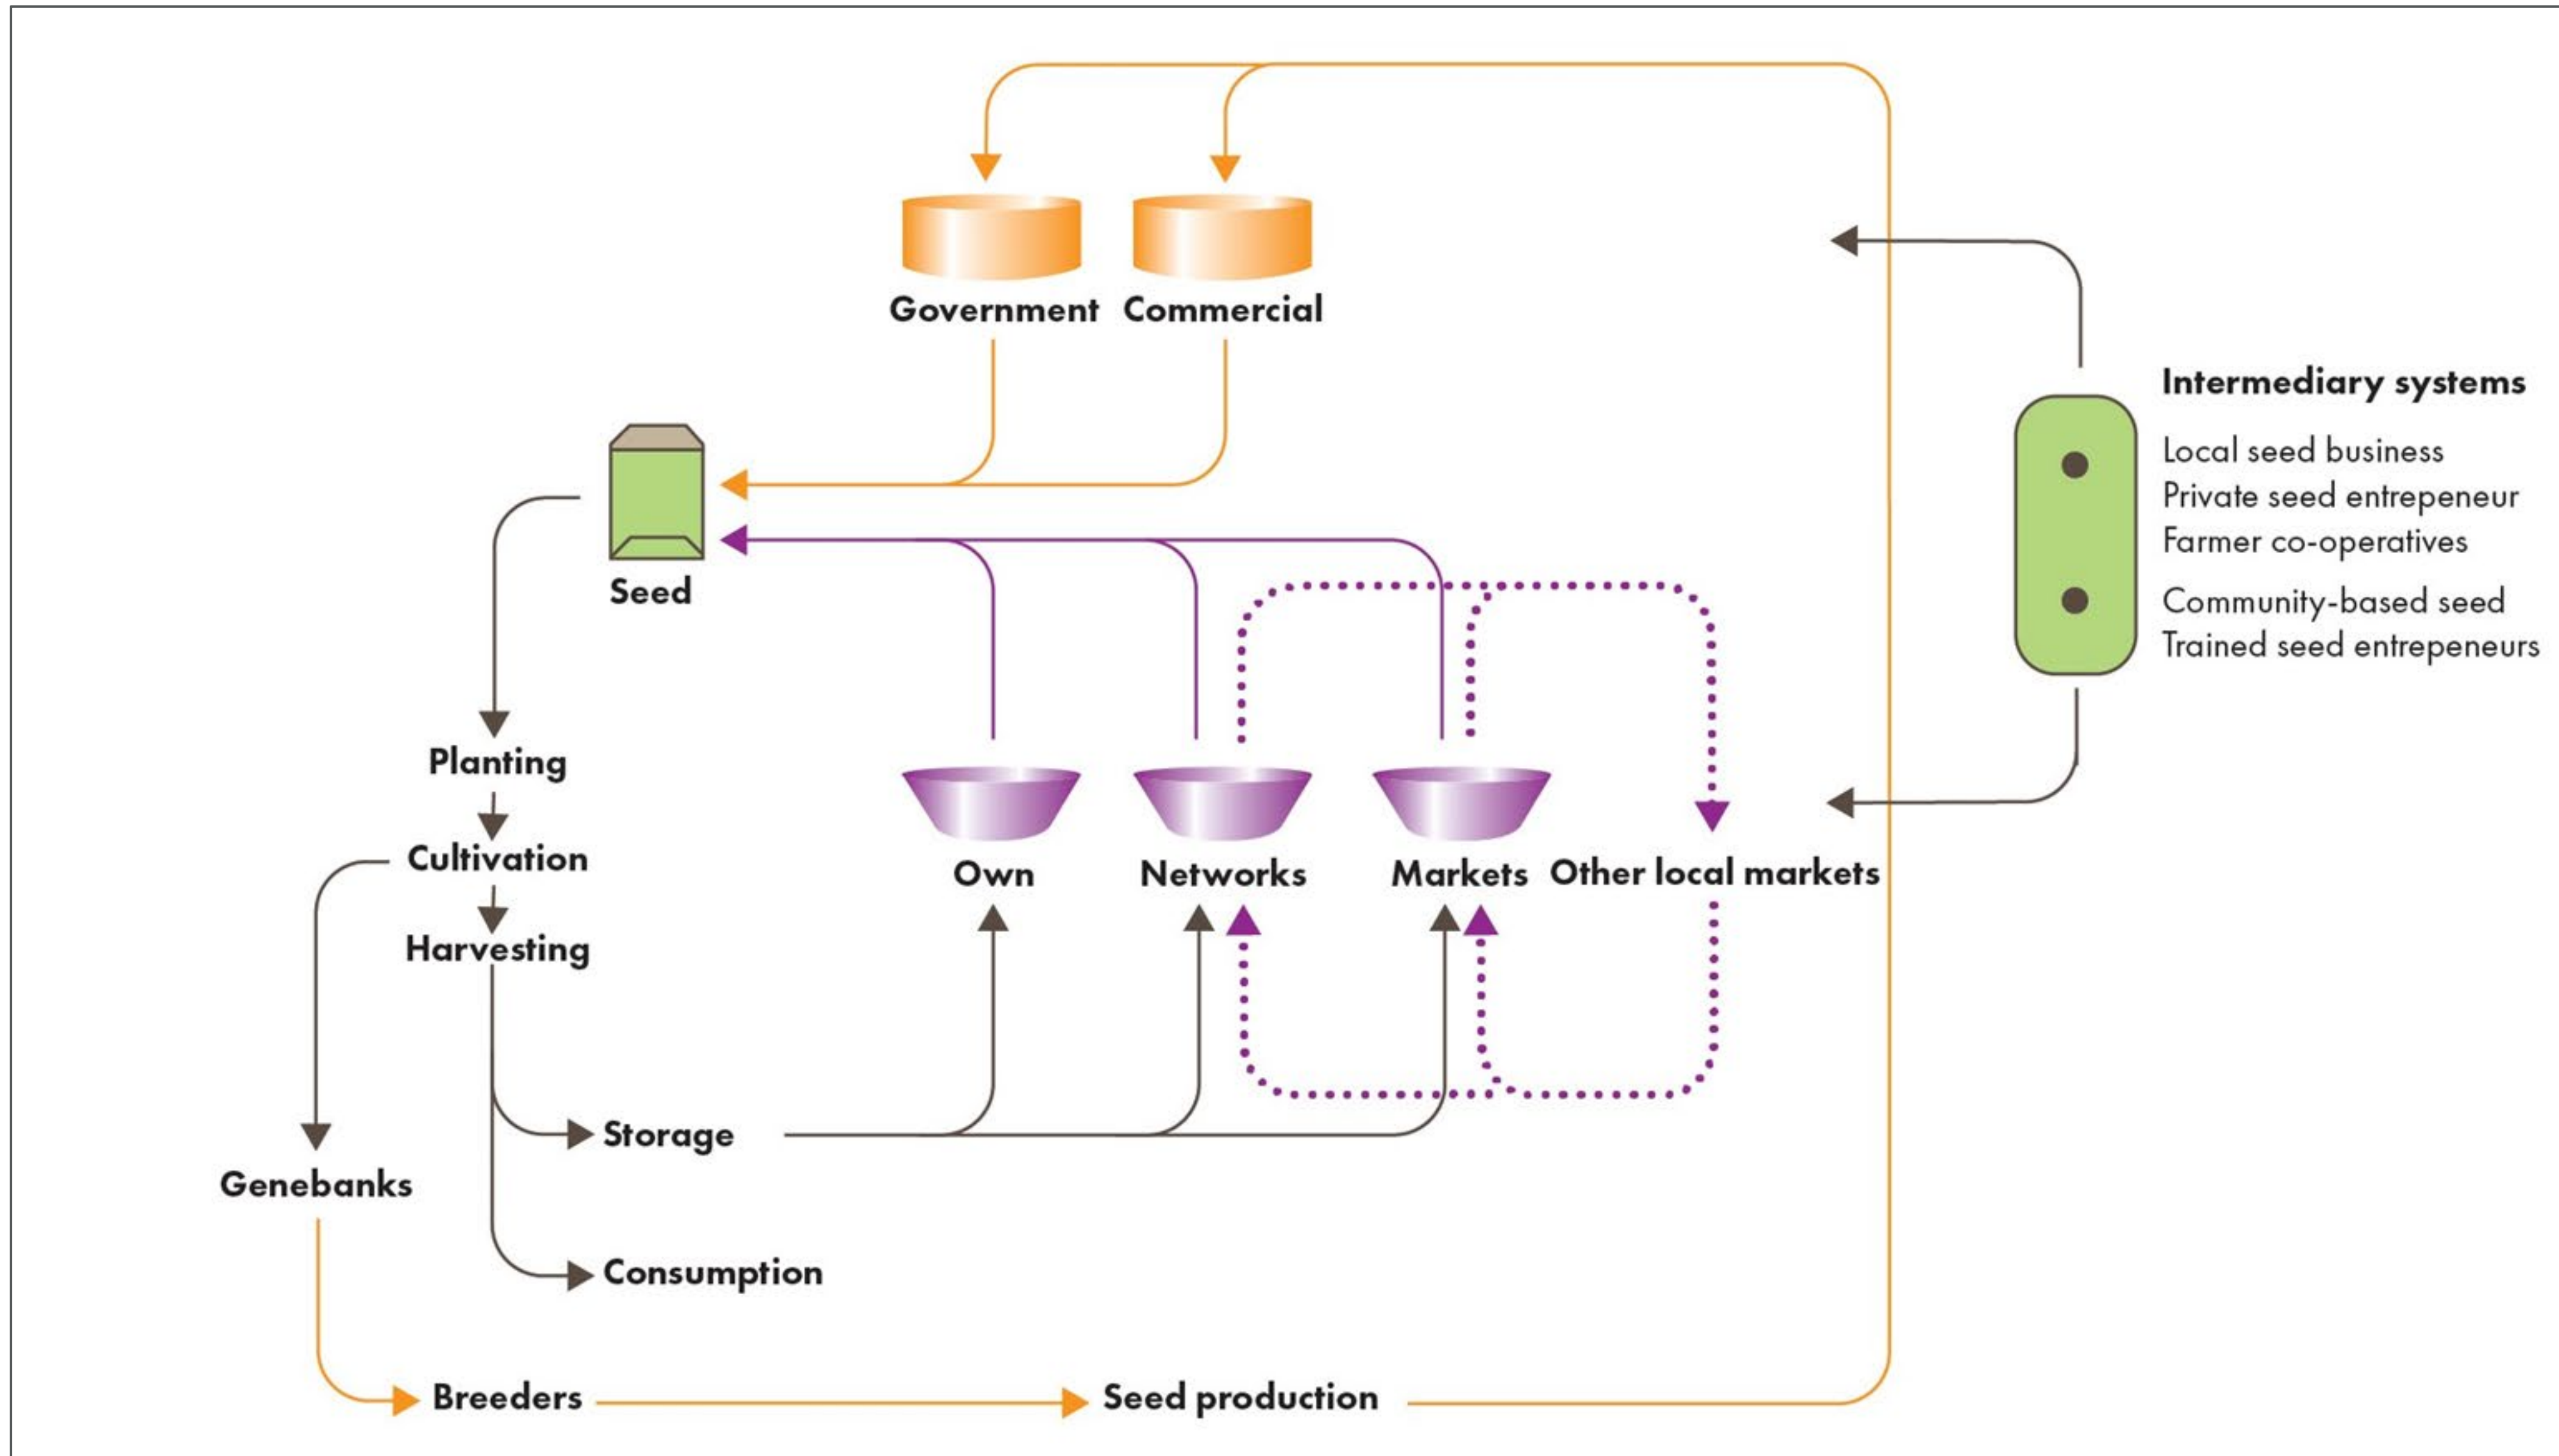 Government
Commercial
Intermediary systems
Local seed business
Private seed entrepeneur
Farmer co-operatives
Community-based seed
Trained seed entrepeneurs
Seed
Planting
Cultivation
Harvesting
Own
Networks
Markets
Other local markets
Storage
Genebanks
Consumption
Breeders
Seed production